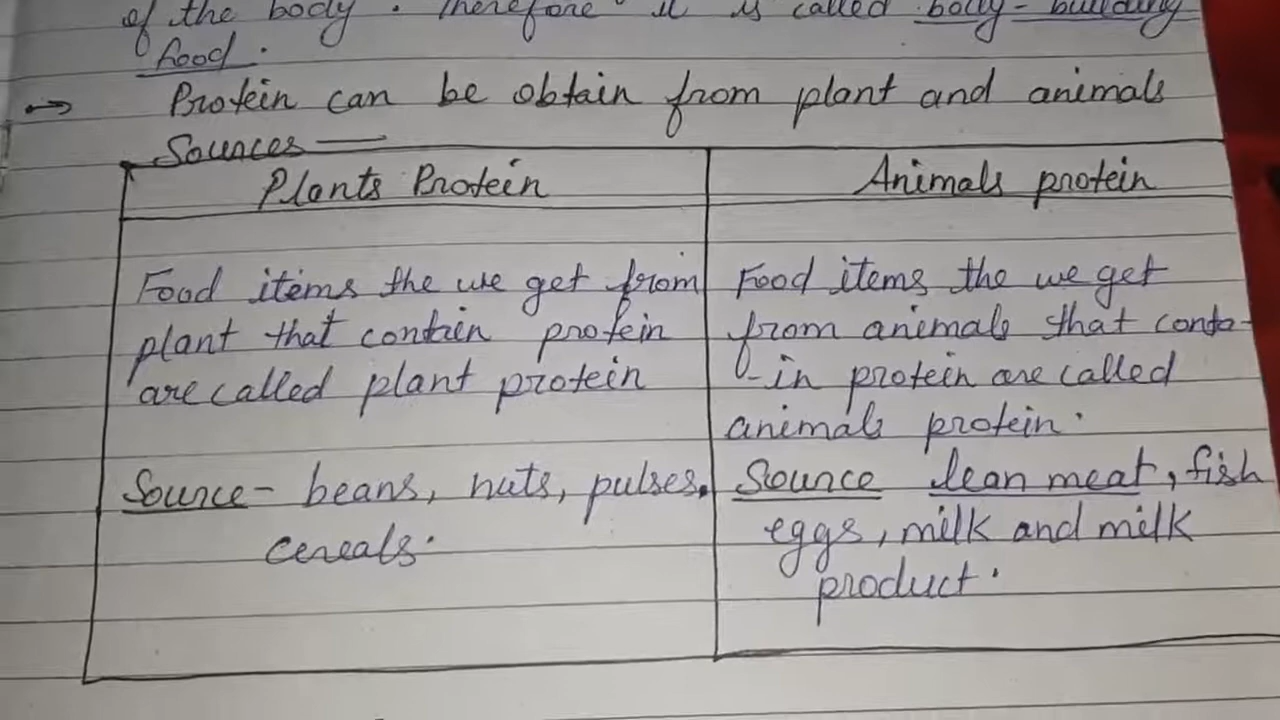 of the body. Therefore it is called body-building
food.
→ Protein can be obtain from plant and animals
Sources —
Plants Protein
Food items the we get from
plant that contain protein
are called plant protein
Source- beans, nuts, pulses,
cereals.
Animals protein
Food items the we get
from animals that conta-
-in protein are called
animals protein.
Source lean meat, fish
eggs, milk and milk
product.